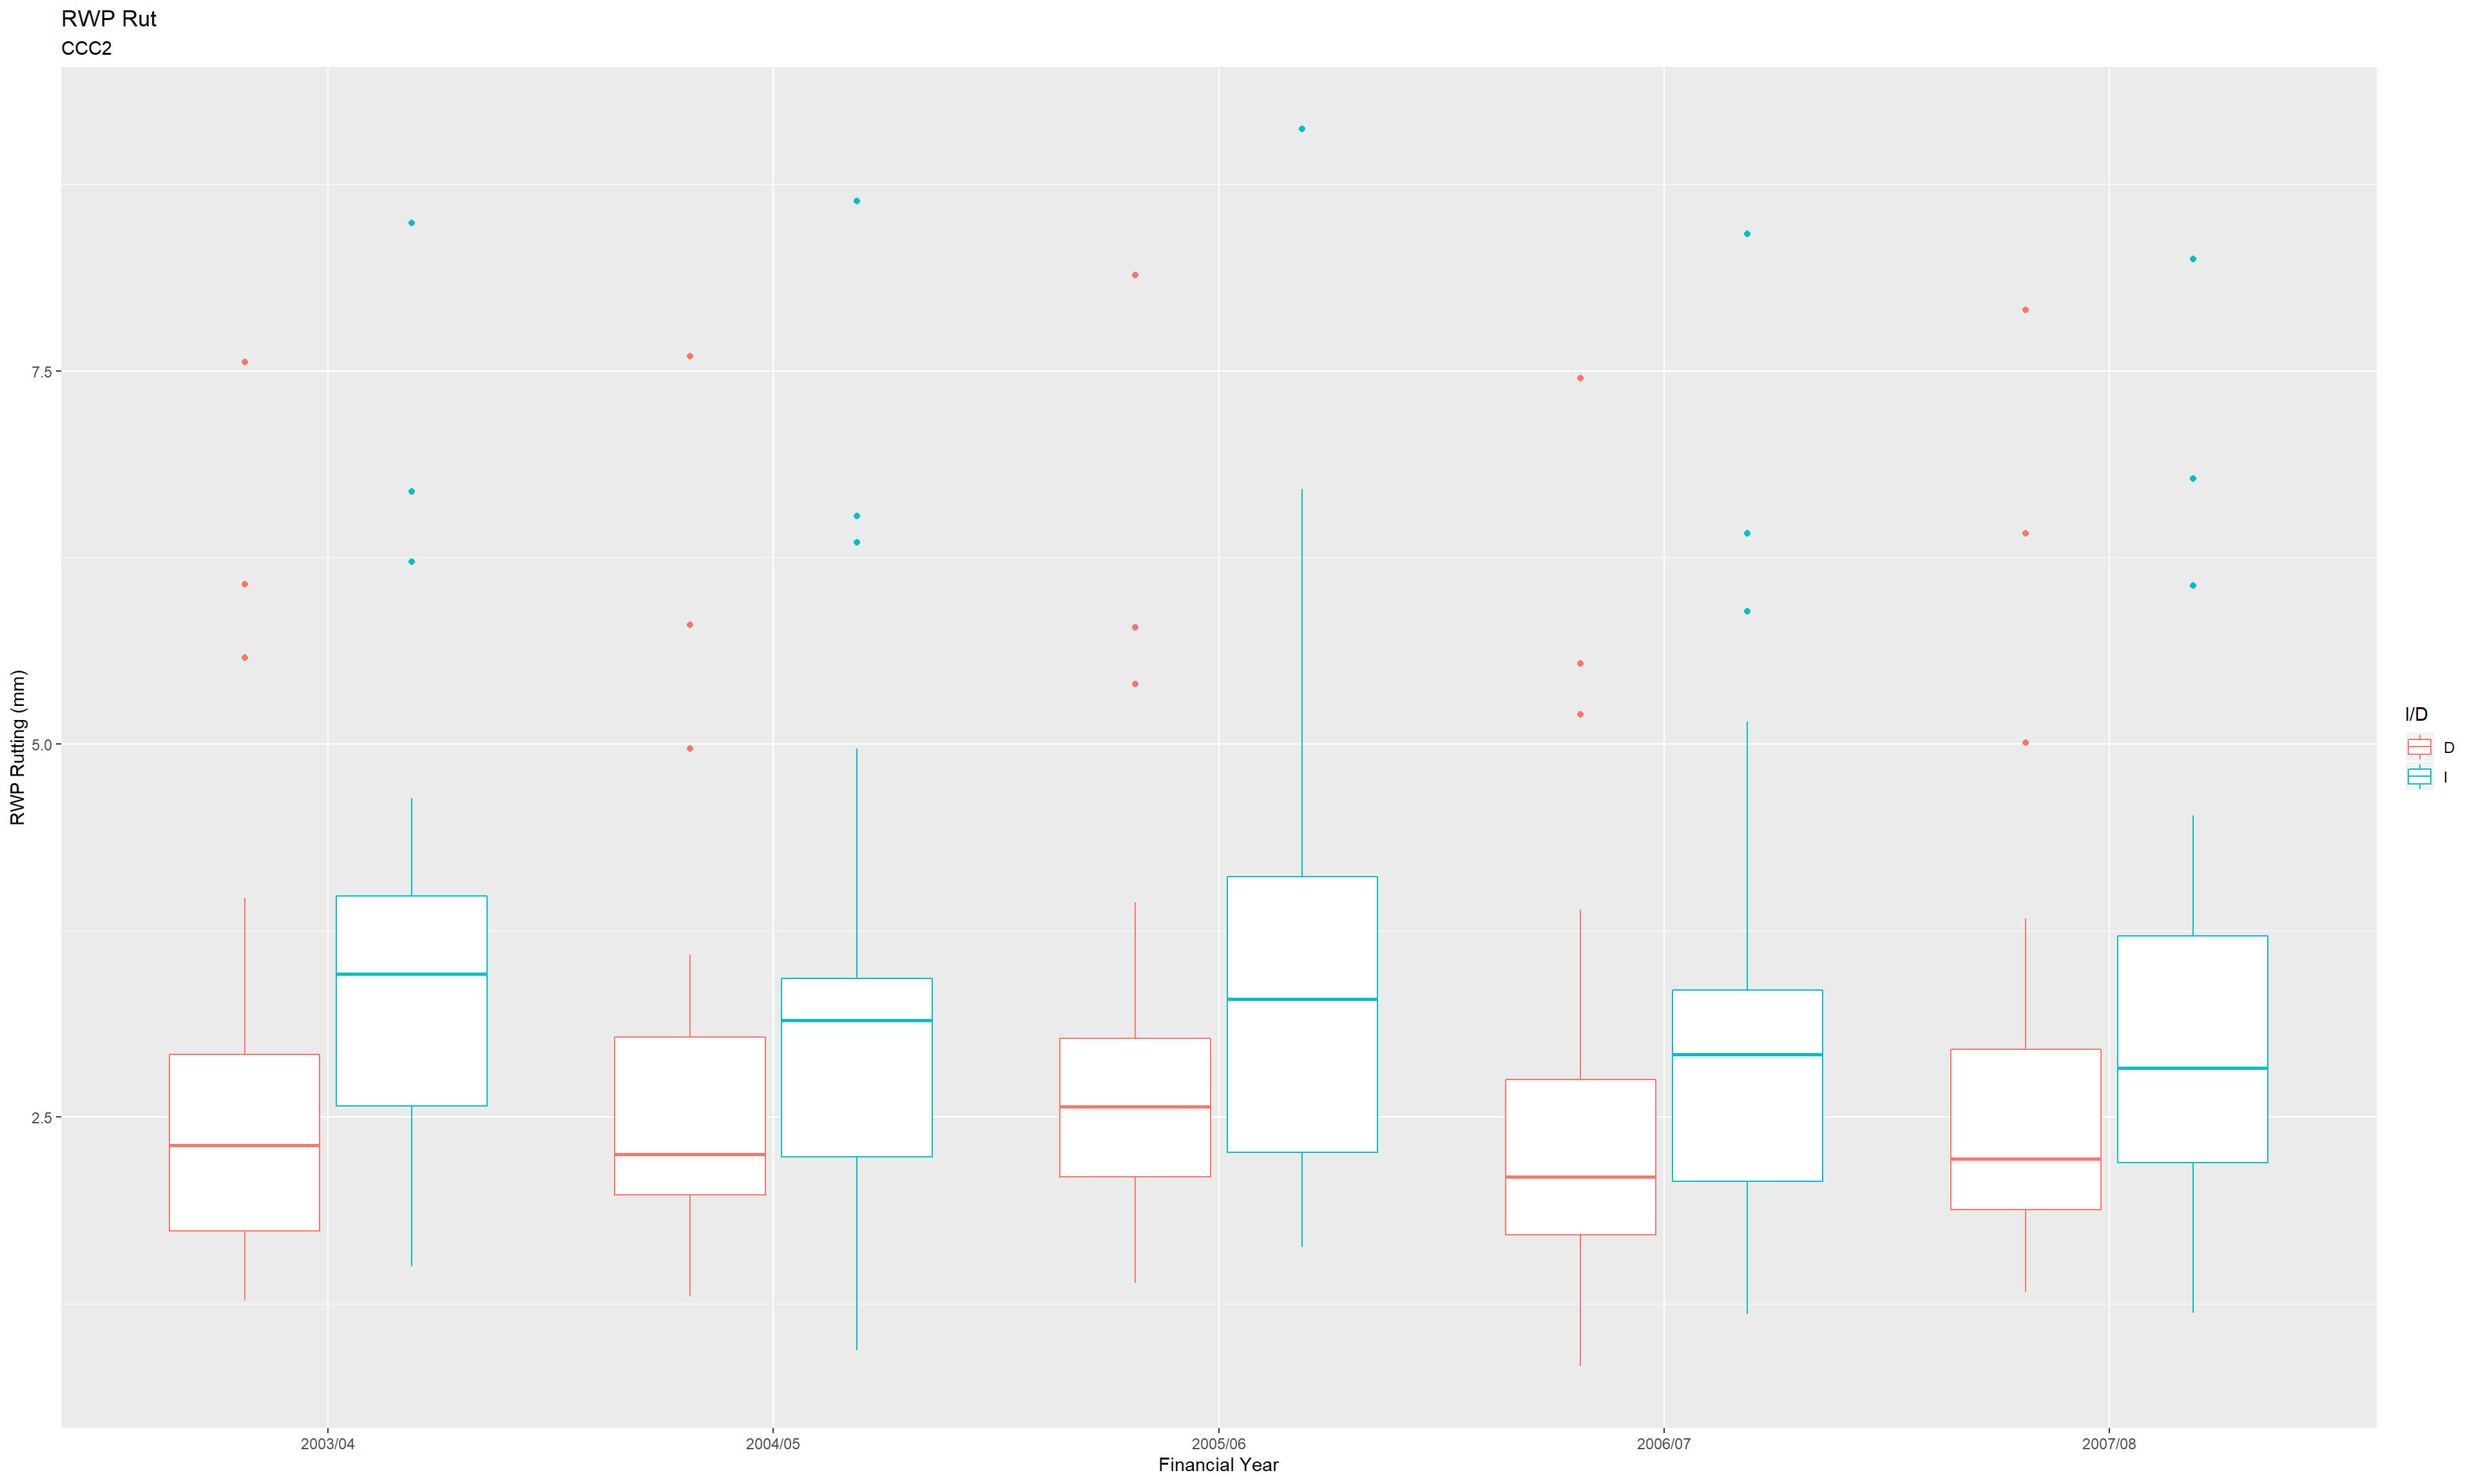 RWP Rut
CCC2
RWP Rutting (mm)
7.5
5.0
2.5
2003/04
2004/05
2005/06
2006/07
2007/08
Financial Year
I/D
D
I